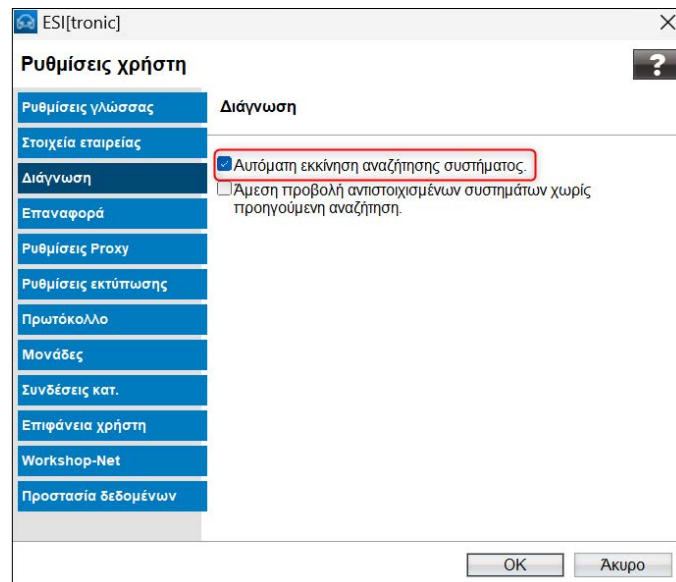 ESI[tronic]
Ρυθμίσεις χρήστη
?
Ρυθμίσεις γλώσσας
Στοιχεία εταιρείας
Διάγνωση
Επαναφορά
Ρυθμίσεις Proxy
Ρυθμίσεις εκτύπωσης
Πρωτόκολλο
Μονάδες
Συνδέσεις κατ.
Επιφάνεια χρήστη
Workshop-Net
Προστασία δεδομένων
Διάγνωση
Αυτόματη εκκίνηση αναζήτησης συστήματος.
Άμεση προβολή αντιστοιχισμένων συστημάτων χωρίς
προηγούμενη αναζήτηση.
OK
Άκυρο